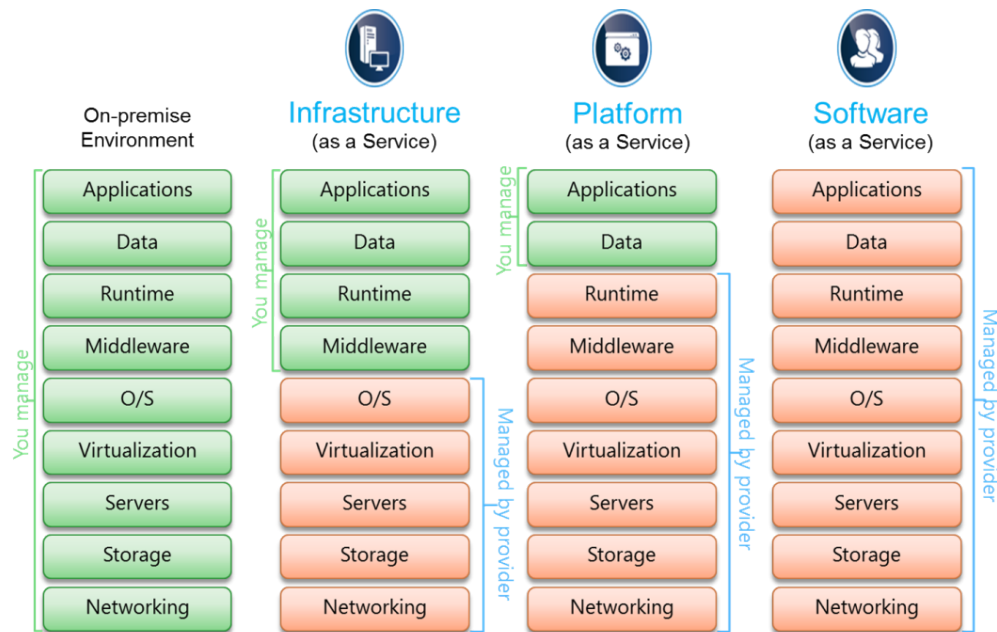 On-premise
Environment
You manage
Applications
Data
Runtime
Middleware
O/S
Virtualization
Servers
Storage
Networking
Infrastructure
(as a Service)
You manage
Applications
Data
Runtime
Middleware
O/S
Virtualization
Servers
Storage
Networking
Managed by provider
Platform
(as a Service)
You manage
Applications
Data
Runtime
Middleware
O/S
Virtualization
Servers
Storage
Networking
Managed by provider
Software
(as a Service)
Applications
Data
Runtime
Middleware
O/S
Virtualization
Servers
Storage
Networking
Managed by provider